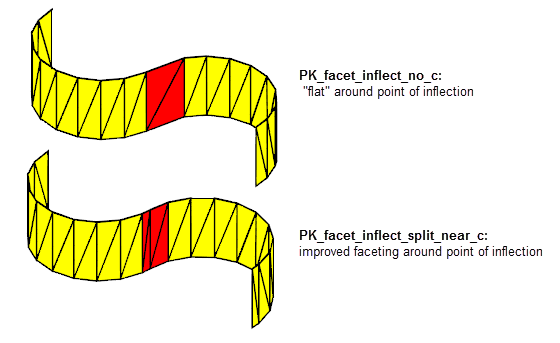 PK_facet_inflect_no_c:
"flat" around point of inflection
PK_facet_inflect_split_near_c:
improved faceting around point of inflection